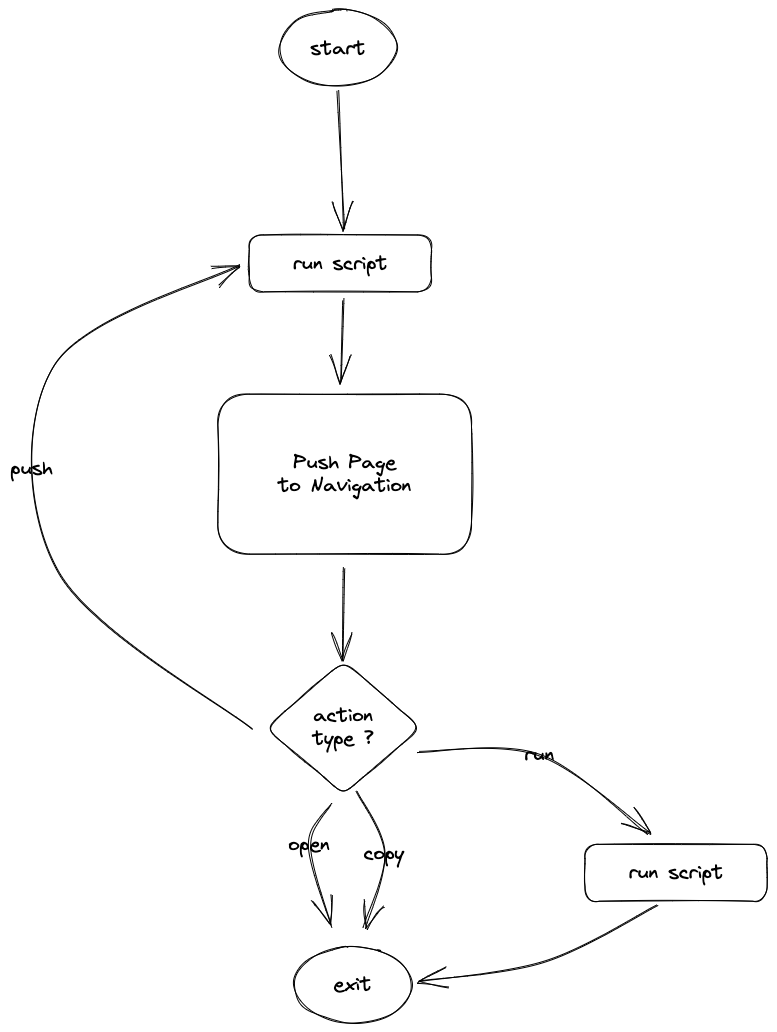 start
run script
Push Page
to Navigation
push
action
type ?
run
open
copy
run script
exit